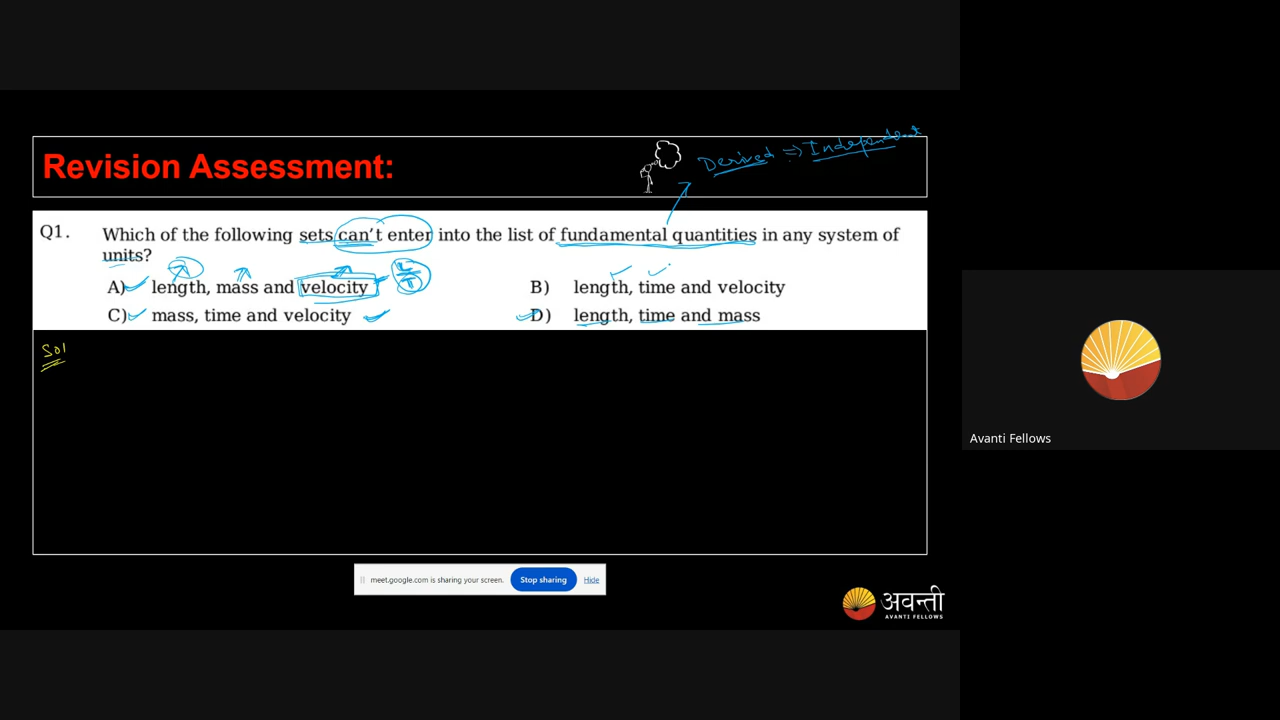 Derived => Independent
Revision Assessment:
Q1. Which of the following sets can't enter into the list of fundamental quantities in any system of
units?
L/T
A) length, mass and velocity B) length, time and velocity
C) mass, time and velocity D) length, time and mass
Sol
Avanti Fellows
meet.google.com is sharing your screen. Stop sharing Hide
अवन्ती
AVANTI FELLOWS